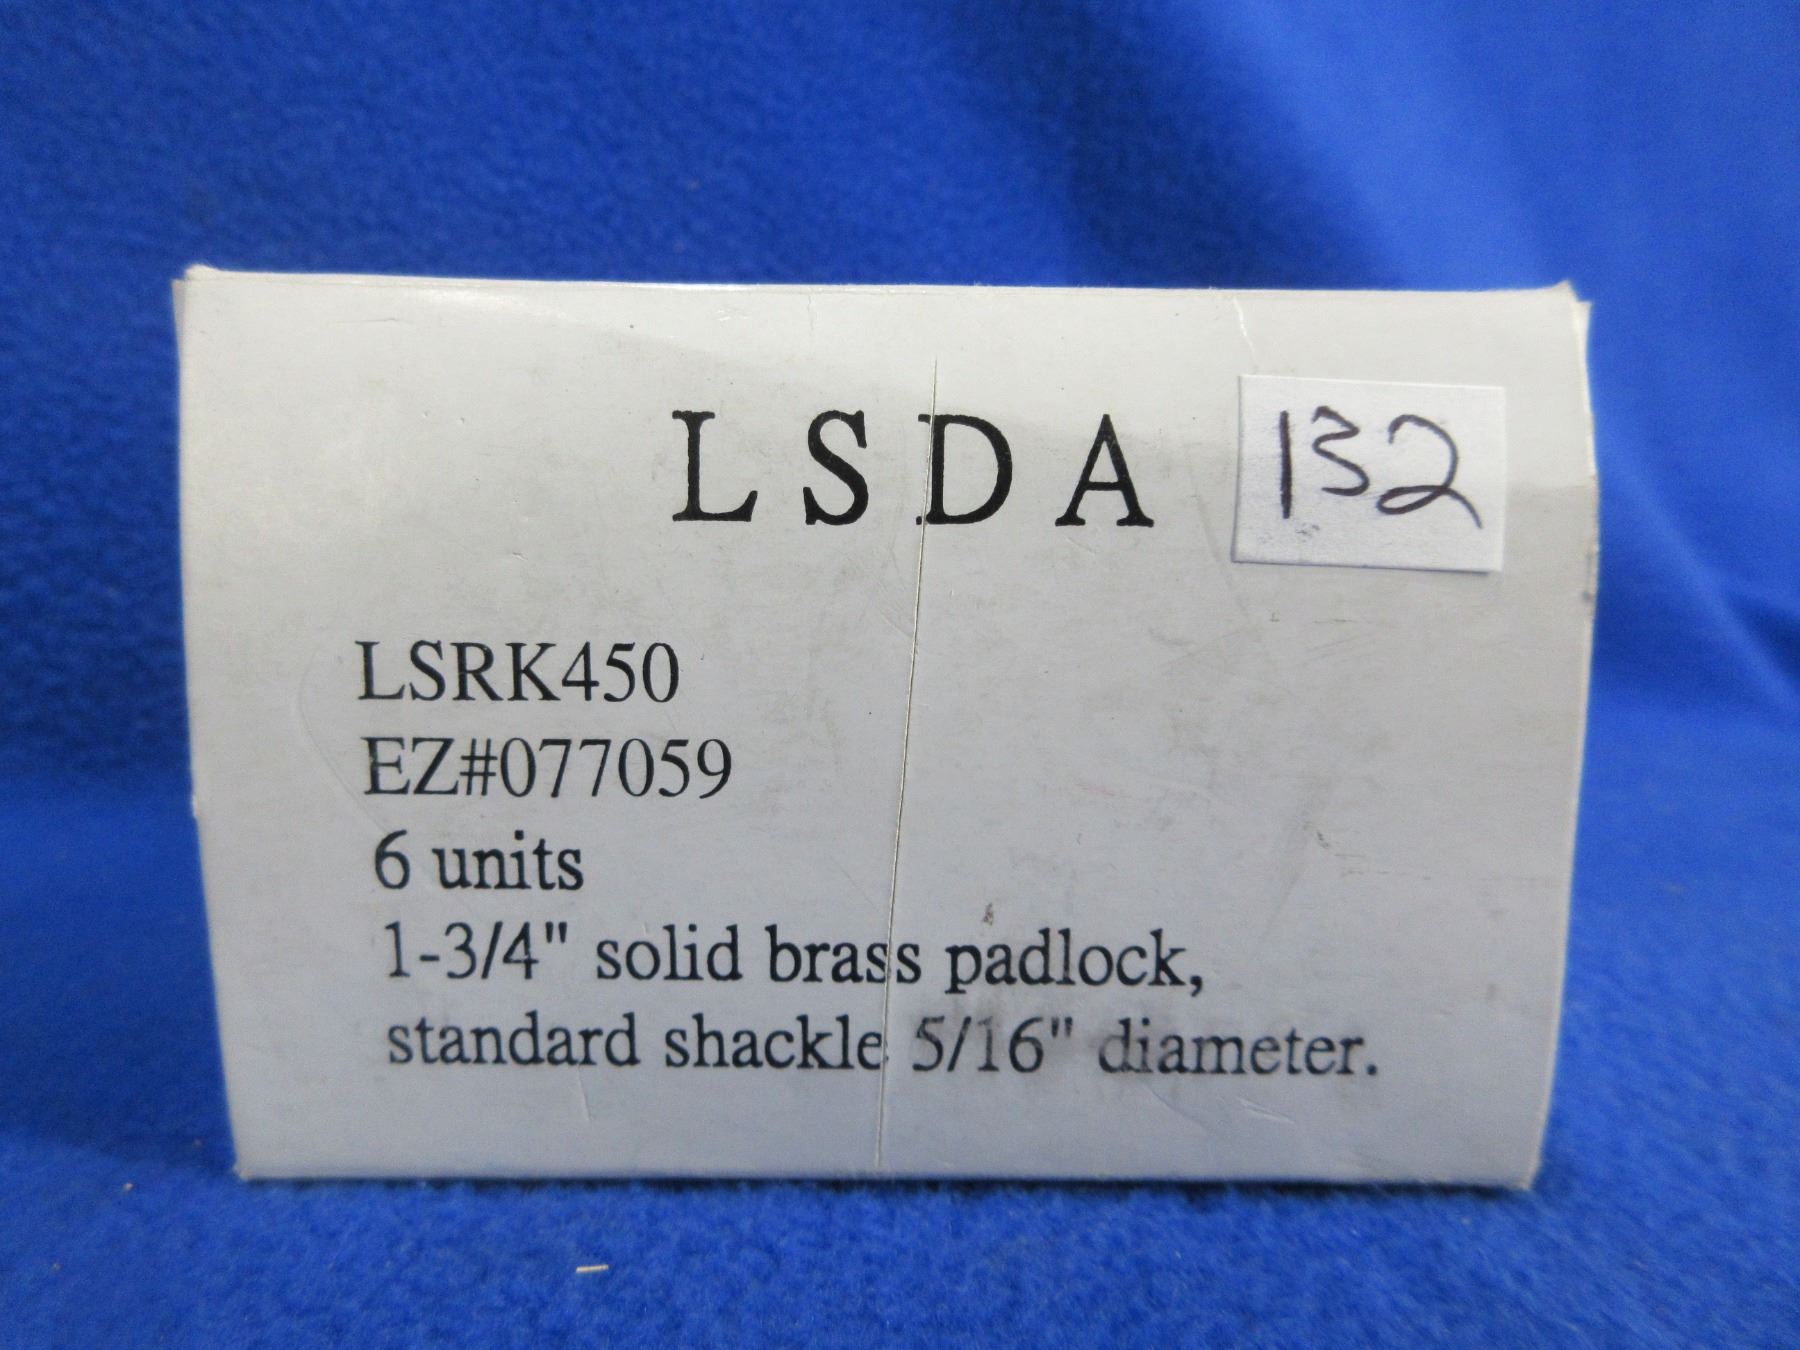 LSDA
132
LSRK450
EZ#077059
6 units
1-3/4" solid brass padlock,
standard shackle 5/16" diameter.